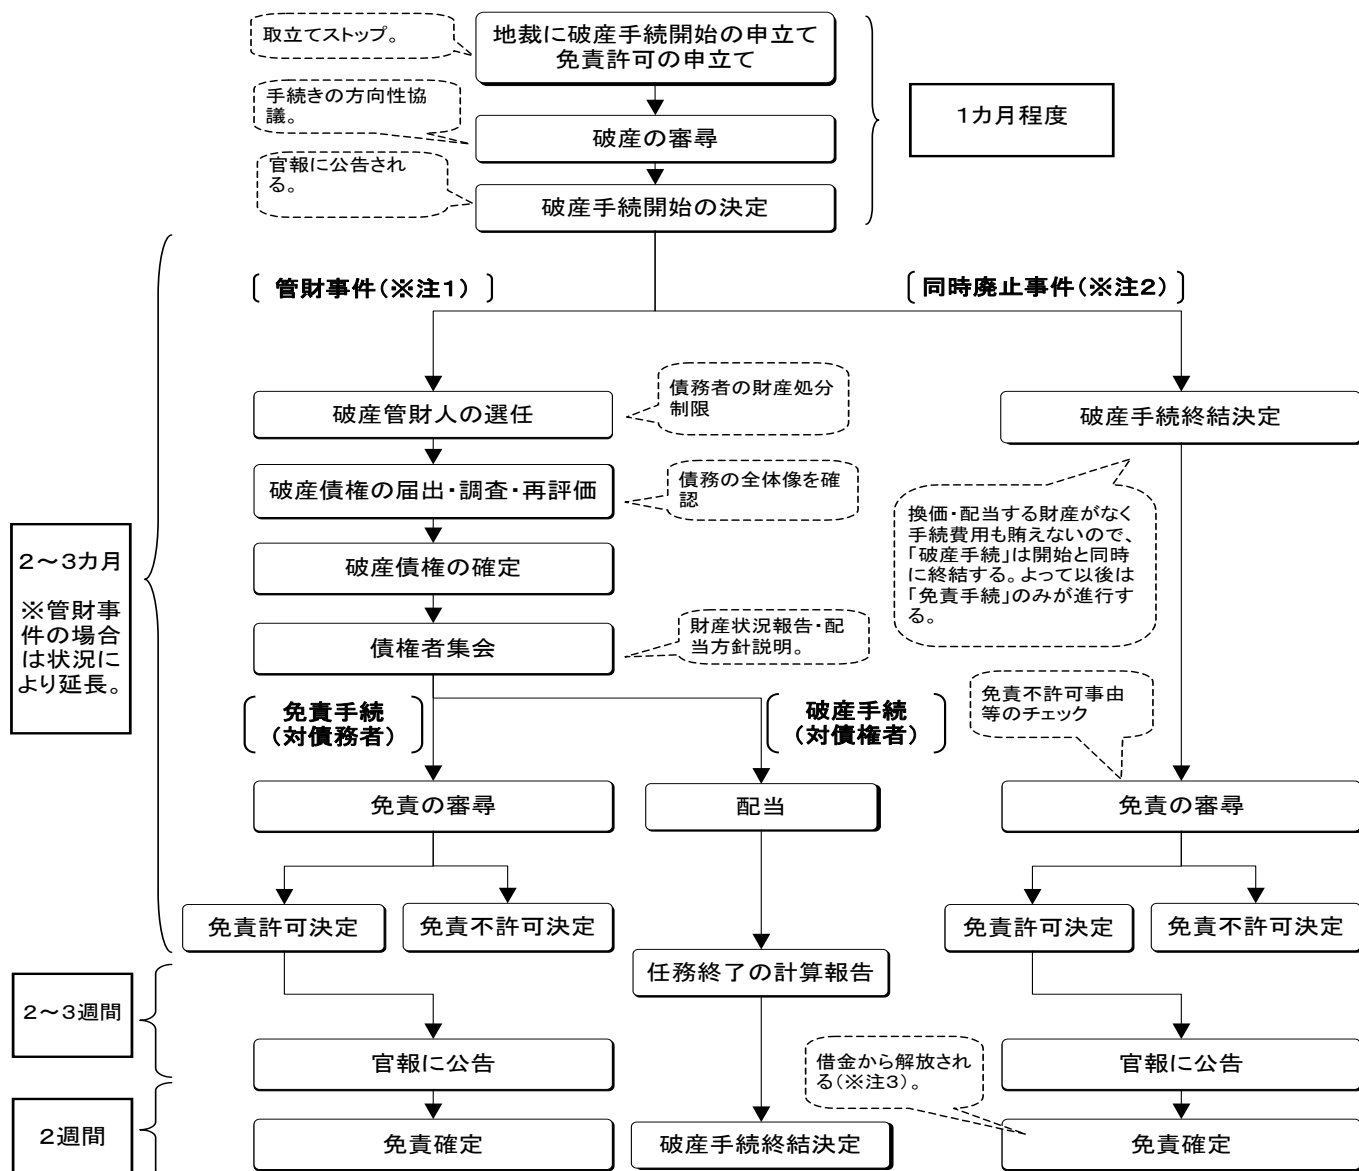 取立てストップ。
地裁に破産手続開始の申立て
免責許可の申立て
手続きの方向性協
議。
1カ月程度
破産の審尋
官報に公告され
る。
破産手続開始の決定
管財事件(※注1)
同時廃止事件(※注2)
債務者の財産処分
制限
破産管財人の選任
破産手続終結決定
破産債権の届出・調査・再評価
債務の全体像を確
認
換価・配当する財産がなく
手続費用も賄えないので、
「破産手続」は開始と同時
に終結する。よって以後は
「免責手続」のみが進行す
る。
2~3カ月
※管財事
件の場合
は状況に
より延長。
破産債権の確定
債権者集会
財産状況報告・配
当方針説明。
免責手続
(対債務者)
破産手続
(対債権者)
免責不許可事由
等のチェック
免責の審尋
配当
免責の審尋
免責許可決定
免責不許可決定
免責許可決定
免責不許可決定
任務終了の計算報告
2~3週間
官報に公告
借金から解放され
る(※注3)。
官報に公告
2週間
免責確定
破産手続終結決定
免責確定